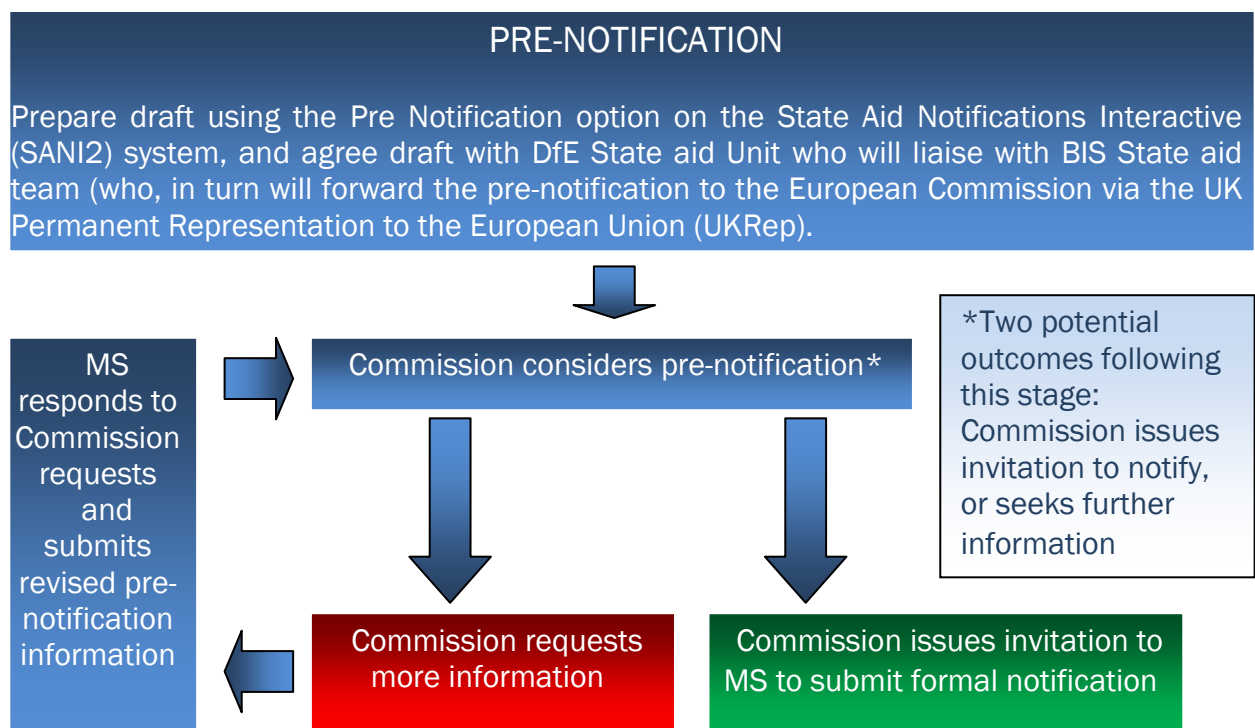 PRE-NOTIFICATION
Prepare draft using the Pre Notification option on the State Aid Notifications Interactive
(SANI2) system, and agree draft with DfE State aid Unit who will liaise with BIS State aid
team (who, in turn will forward the pre-notification to the European Commission via the UK
Permanent Representation to the European Union (UKRep).
Commission considers pre-notification*
*Two potential
outcomes following
this stage:
Commission issues
invitation to notify,
or seeks further
information
MS
responds to
Commission
requests
and
submits
revised pre-
notification
information
Commission requests
more information
Commission issues invitation to
MS to submit formal notification